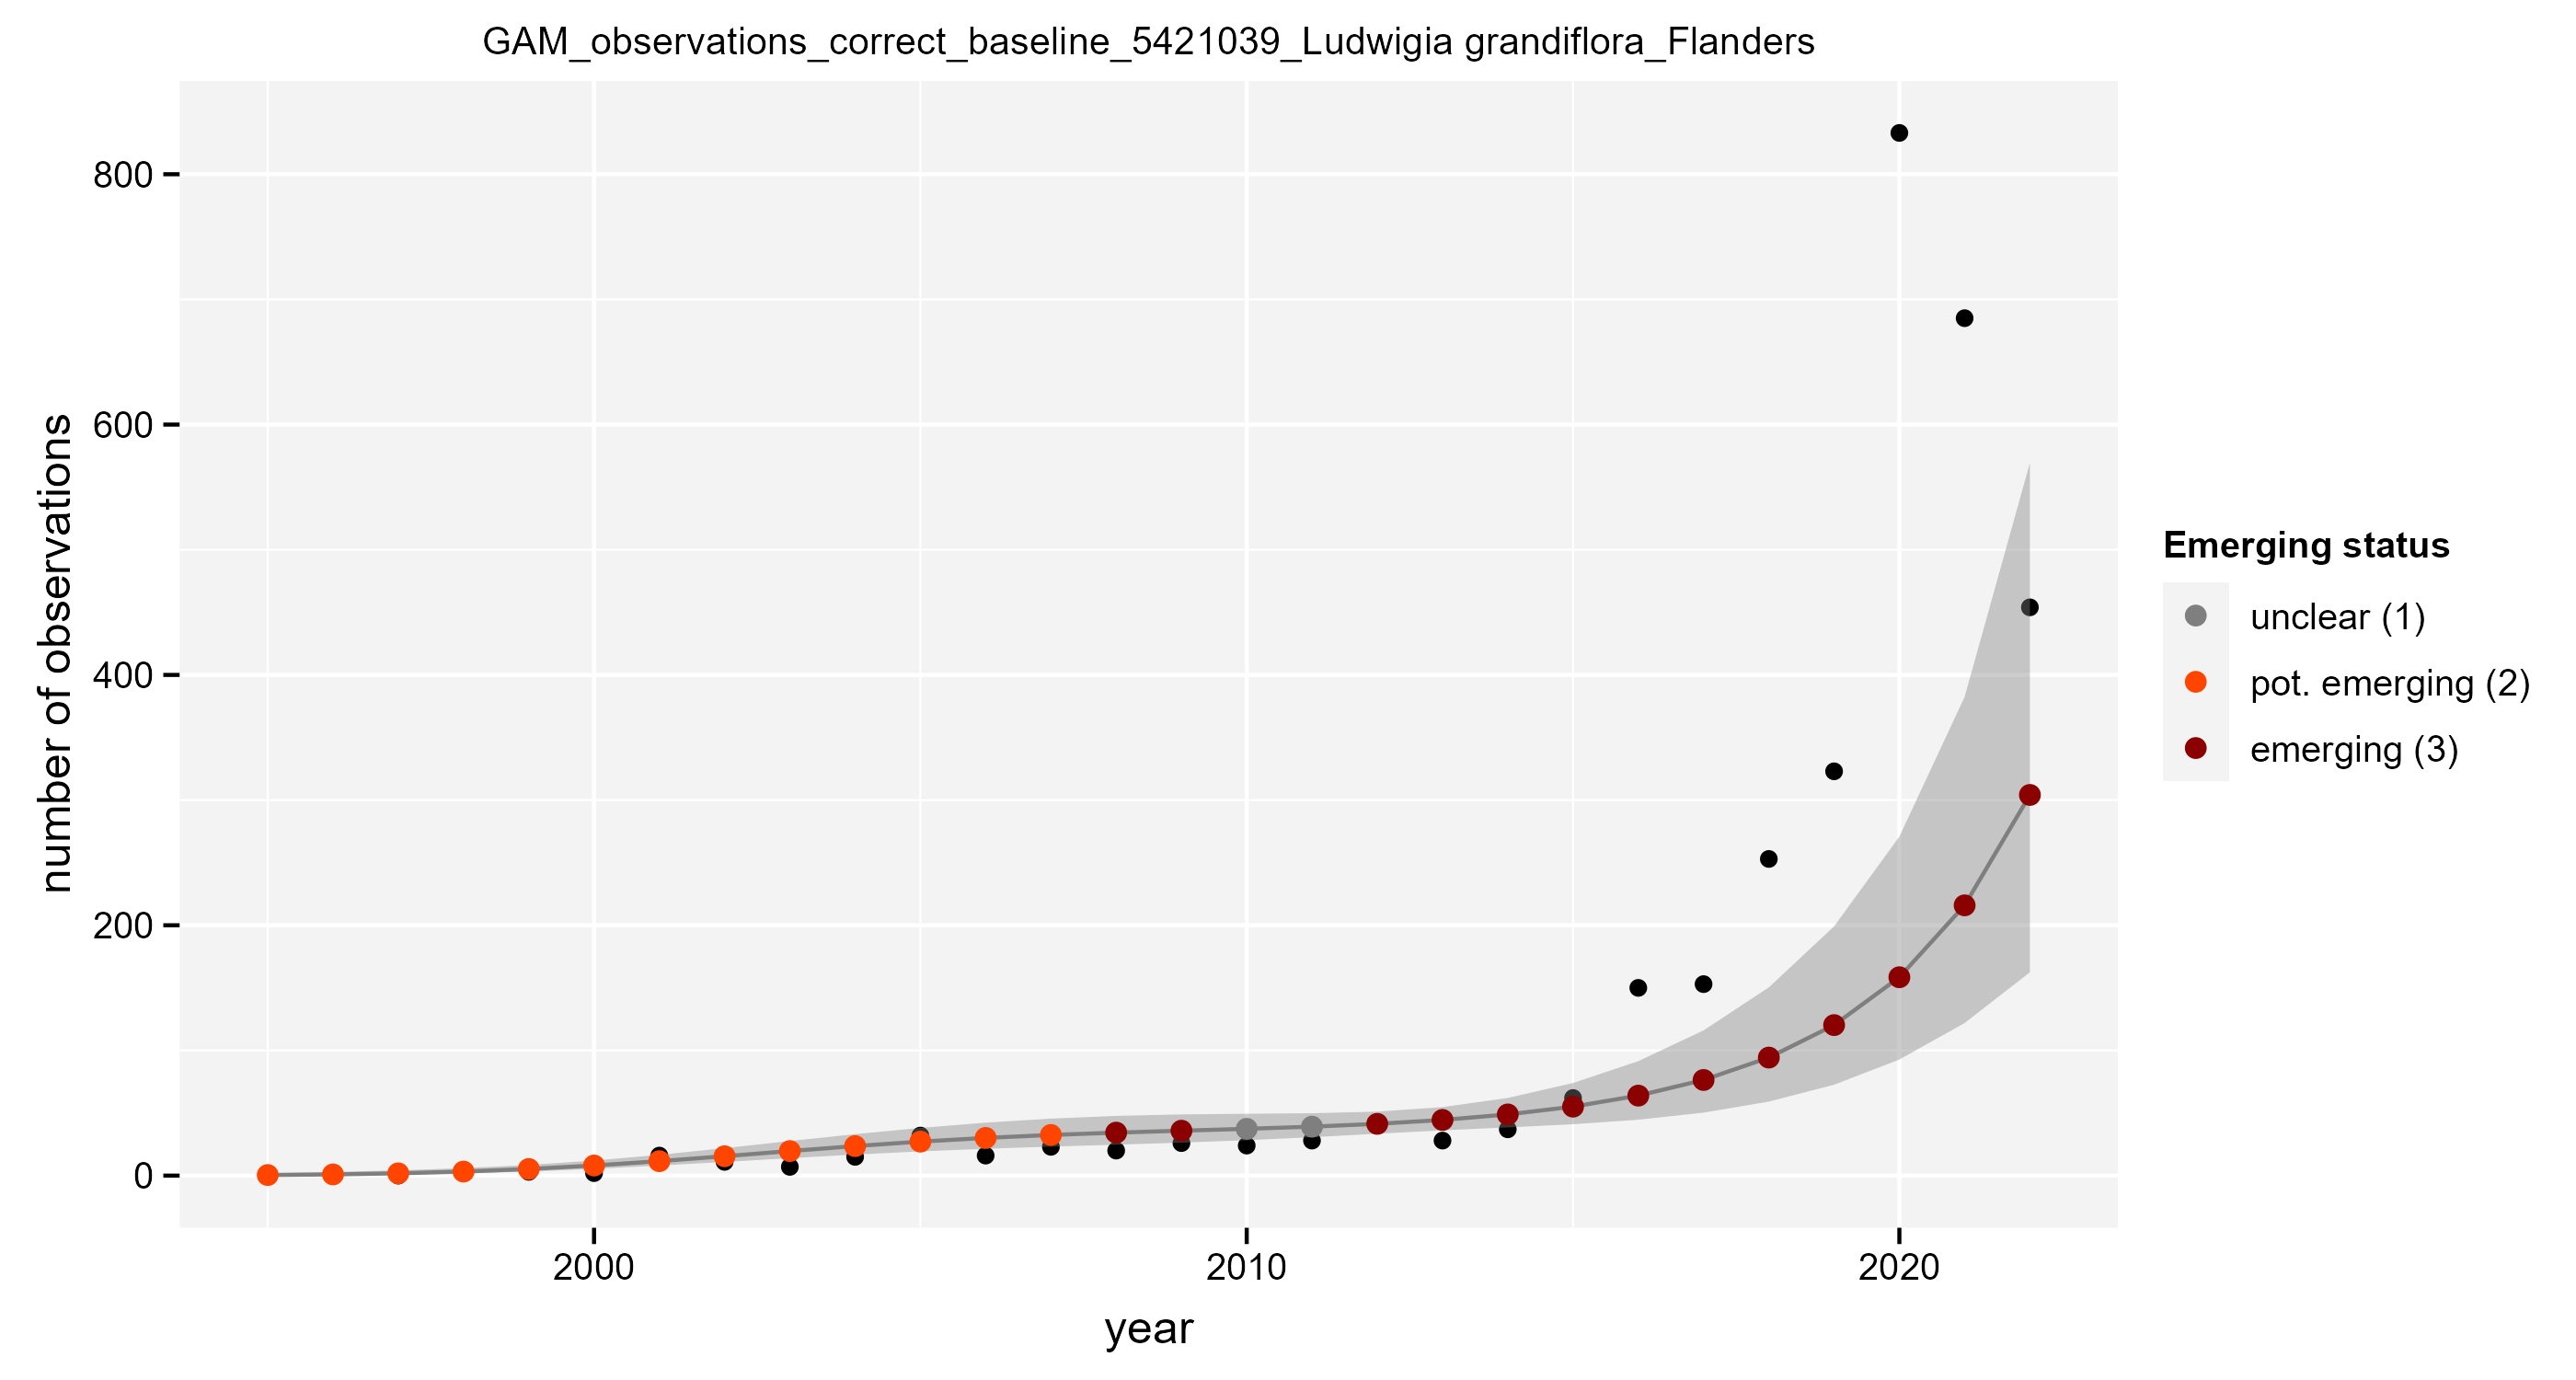 GAM_observations_correct_baseline_5421039_Ludwigia grandiflora_Flanders
number of observations
800
600
400
200
0
2000
2010
2020
year
Emerging status
unclear (1)
pot. emerging (2)
emerging (3)